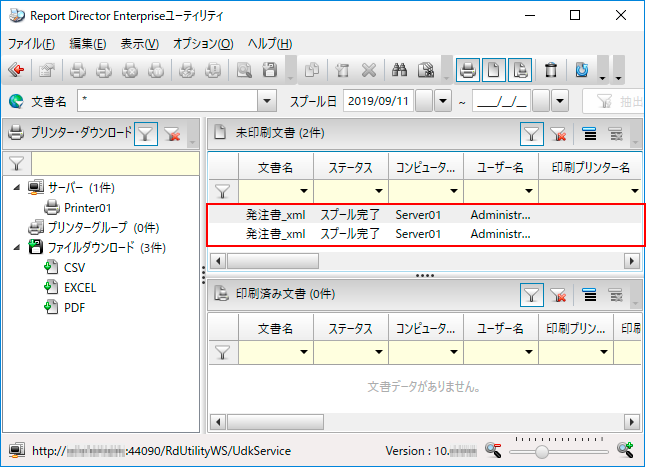 Report Director Enterpriseユーティリティ
ファイル(F) 編集(E) 表示(V) オプション(O) ヘルプ(H)
文書名 * スプール日 2019/09/11 ~ ___/__/__ 抽出
プリンター・ダウンロード
サーバー (1件)
Printer01
プリンターグループ (0件)
ファイルダウンロード (3件)
CSV
EXCEL
PDF
未印刷文書 (2件)
文書名 ステータス コンピュータ... ユーザー名 印刷プリンター名
発注書_xml スプール完了 Server01 Administr...
発注書_xml スプール完了 Server01 Administr...
印刷済み文書 (0件)
文書名 ステータス コンピュータ... ユーザー名 印刷プリン... 印刷
文書データがありません。
http:// :44090/RdUtilityWS/UdkService Version : 10.